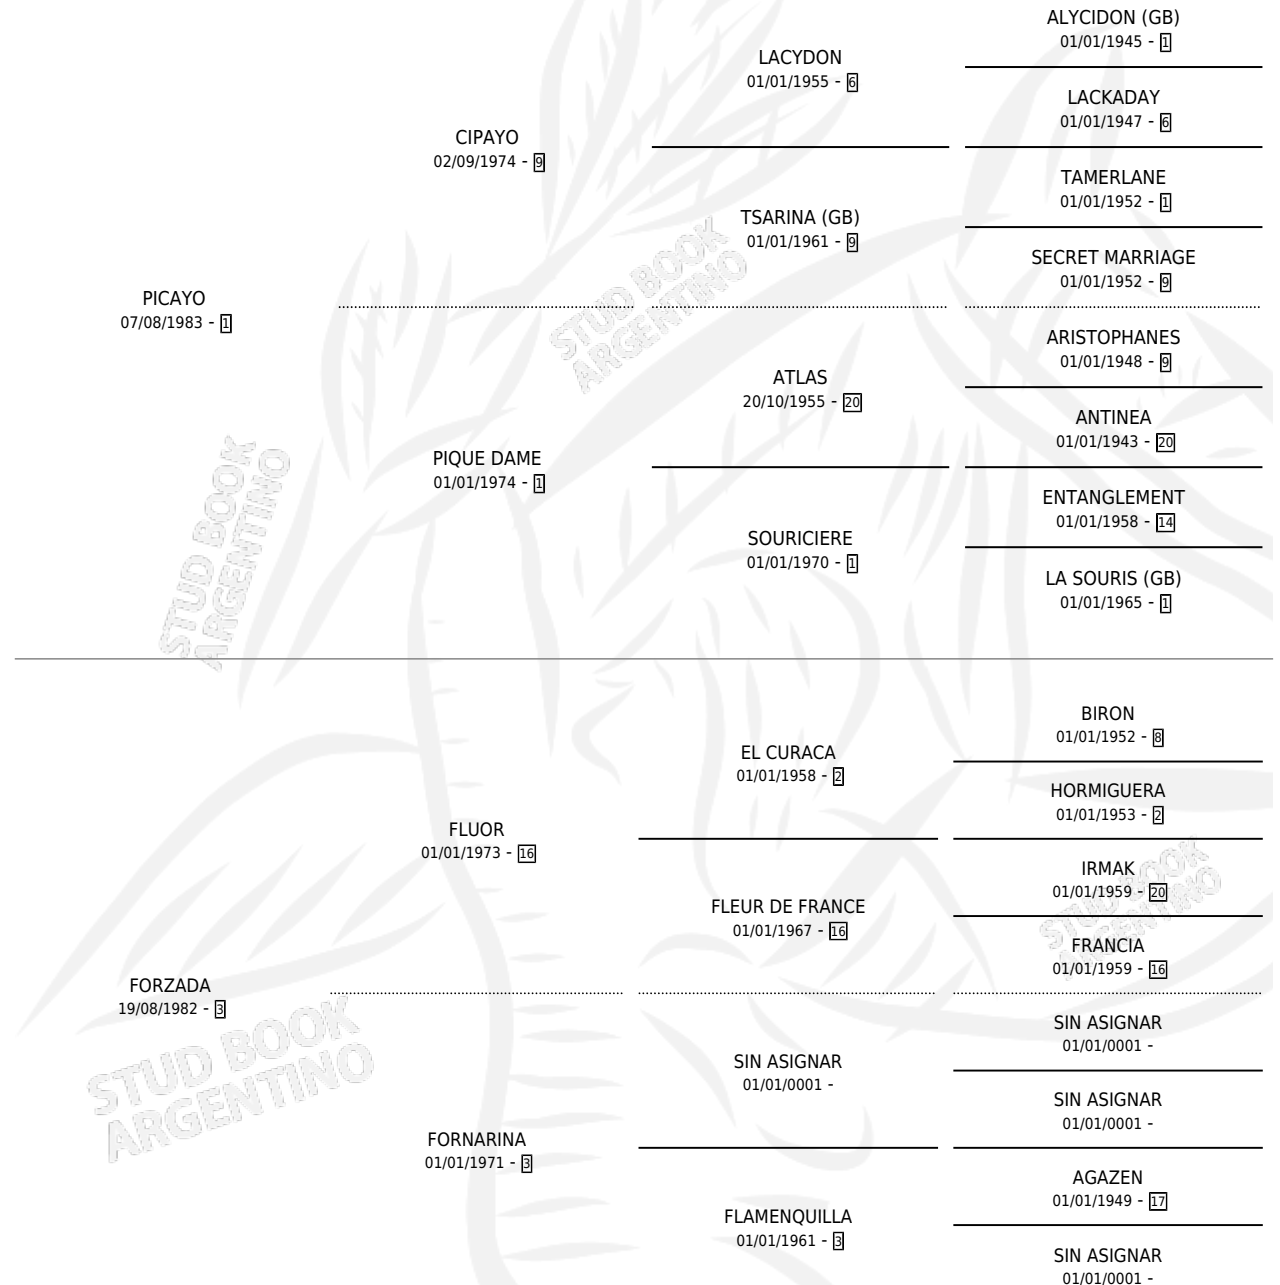 ALYCIDON (GB)
01/01/1945 - 1
LACYDON
01/01/1955 - 6
LACKADAY
01/01/1947 - 6
CIPAYO
02/09/1974 - 9
TAMERLANE
01/01/1952 - 1
TSARINA (GB)
01/01/1961 - 9
SECRET MARRIAGE
01/01/1952 - 9
PICAYO
07/08/1983 - 1
ARISTOPHANES
01/01/1948 - 9
ATLAS
20/10/1955 - 20
ANTINEA
01/01/1943 - 20
PIQUE DAME
01/01/1974 - 1
ENTANGLEMENT
01/01/1958 - 14
SOURICIERE
01/01/1970 - 1
LA SOURIS (GB)
01/01/1965 - 1
BIRON
01/01/1952 - 8
EL CURACA
01/01/1958 - 2
HORMIGUERA
01/01/1953 - 2
FLUOR
01/01/1973 - 16
IRMAK
01/01/1959 - 20
FLEUR DE FRANCE
01/01/1967 - 16
FRANCIA
01/01/1959 - 16
FORZADA
19/08/1982 - 3
SIN ASIGNAR
01/01/0001 -
SIN ASIGNAR
01/01/0001 -
SIN ASIGNAR
01/01/0001 -
FORNARINA
01/01/1971 - 3
AGAZEN
01/01/1949 - 17
FLAMENQUILLA
01/01/1961 - 3
SIN ASIGNAR
01/01/0001 -
STUD BOOK
ARGENTINO
STUD BOOK
ARGENTINO
STUD BOOK
ARGENTINO
STUD BOOK
ARGENTINO